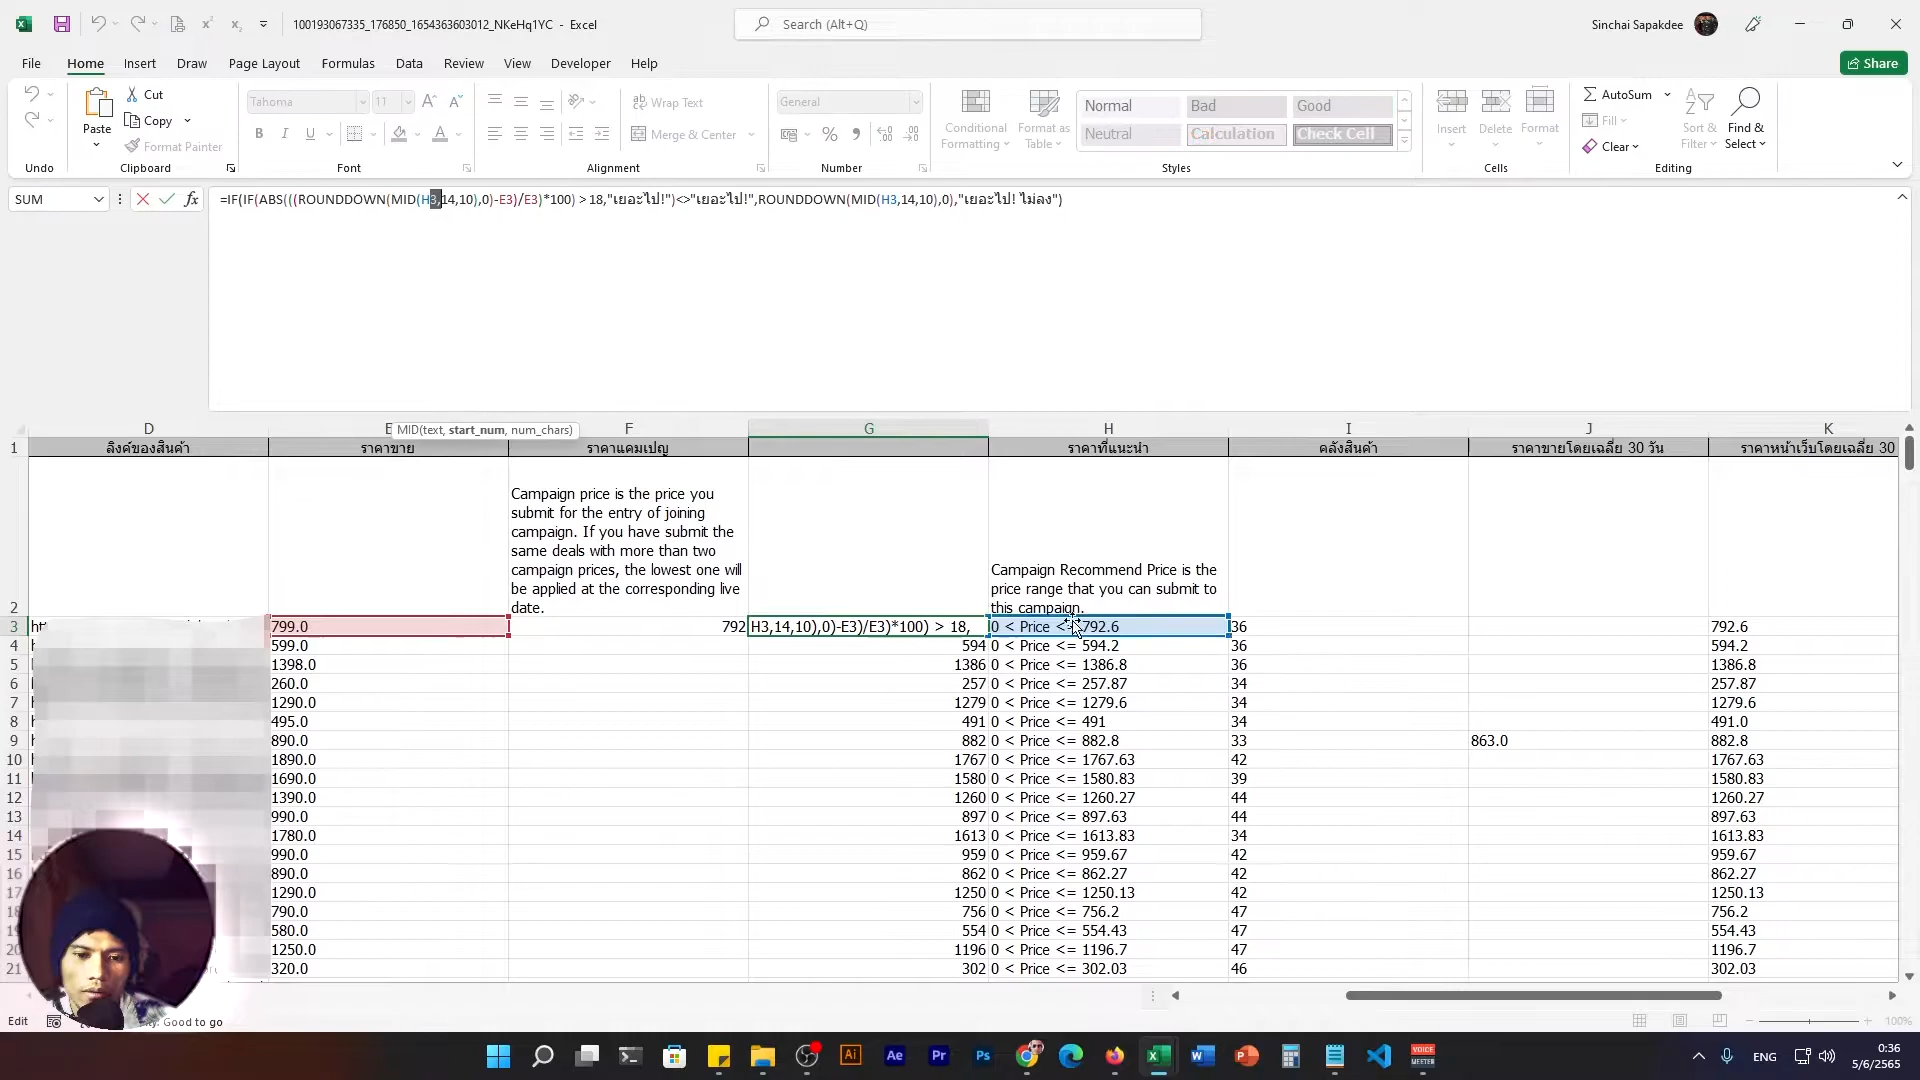 100193067335_176850_1654363603012_NKeHq1YC - Excel
Search (Alt+Q)
Sinchai Sapakdee
File Home Insert Draw Page Layout Formulas Data Review View Developer Help
Share
Paste
Cut
Copy
Format Painter
Tahoma 11
B I U
Wrap Text
Merge & Center
General
Conditional Formatting
Format as Table
Normal Bad Good
Neutral Calculation Check Cell
Insert Delete Format
AutoSum
Fill
Clear
Sort & Filter
Find & Select
Undo Clipboard Font Alignment Number Styles Cells Editing
SUM
fx
=IF(IF(ABS(((ROUNDDOWN(MID(H3,14,10),0)-E3)/E3)*100) > 18,"เยอะไป!")<>"เยอะไป!",ROUNDDOWN(MID(H3,14,10),0),"เยอะไป! ไม่ลง")
MID(text, start_num, num_chars)
D E F G H I J K
1 ลิงค์ของสินค้า ราคาขาย ราคาแคมเปญ ราคาที่แนะนำ คลังสินค้า ราคาขายโดยเฉลี่ย 30 วัน ราคาหน้าเว็บโดยเฉลี่ย 30
2
Campaign price is the price you
submit for the entry of joining
campaign. If you have submit the
same deals with more than two
campaign prices, the lowest one will
be applied at the corresponding live
date.
Campaign Recommend Price is the
price range that you can submit to
this campaign.
3 ht 799.0 792 H3,14,10),0)-E3)/E3)*100) > 18, 0 < Price <= 792.6 36 792.6
4 599.0 594 0 < Price <= 594.2 36 594.2
5 1398.0 1386 0 < Price <= 1386.8 36 1386.8
6 260.0 257 0 < Price <= 257.87 34 257.87
7 1290.0 1279 0 < Price <= 1279.6 34 1279.6
8 495.0 491 0 < Price <= 491 34 491.0
9 890.0 882 0 < Price <= 882.8 33 863.0 882.8
10 1890.0 1767 0 < Price <= 1767.63 42 1767.63
11 1690.0 1580 0 < Price <= 1580.83 39 1580.83
12 1390.0 1260 0 < Price <= 1260.27 44 1260.27
13 990.0 897 0 < Price <= 897.63 44 897.63
14 1780.0 1613 0 < Price <= 1613.83 34 1613.83
15 990.0 959 0 < Price <= 959.67 42 959.67
16 890.0 862 0 < Price <= 862.27 42 862.27
17 1290.0 1250 0 < Price <= 1250.13 42 1250.13
18 790.0 756 0 < Price <= 756.2 47 756.2
19 580.0 554 0 < Price <= 554.43 47 554.43
20 1250.0 1196 0 < Price <= 1196.7 47 1196.7
21 320.0 302 0 < Price <= 302.03 46 302.03
Edit
Good to go
100%
Ai Ae Pr Ps
VOICE MEETER
ENG
0:36
5/6/2565